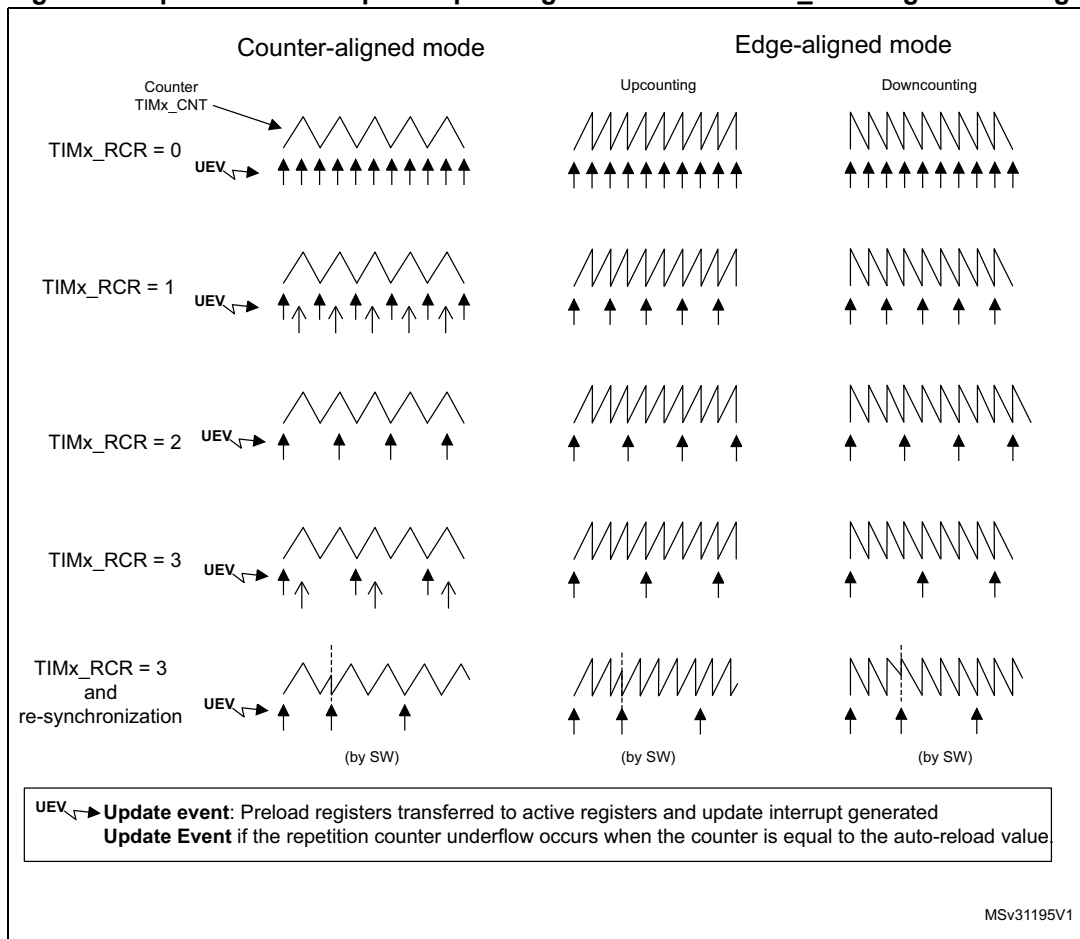 Counter-aligned mode
Edge-aligned mode
Counter
TIMx_CNT
Upcounting
Downcounting
TIMx_RCR = 0
UEV
TIMx_RCR = 1
UEV
TIMx_RCR = 2
UEV
TIMx_RCR = 3
UEV
TIMx_RCR = 3
and
re-synchronization
UEV
(by SW)
(by SW)
(by SW)
UEV Update event: Preload registers transferred to active registers and update interrupt generated
Update Event if the repetition counter underflow occurs when the counter is equal to the auto-reload value.
MSv31195V1